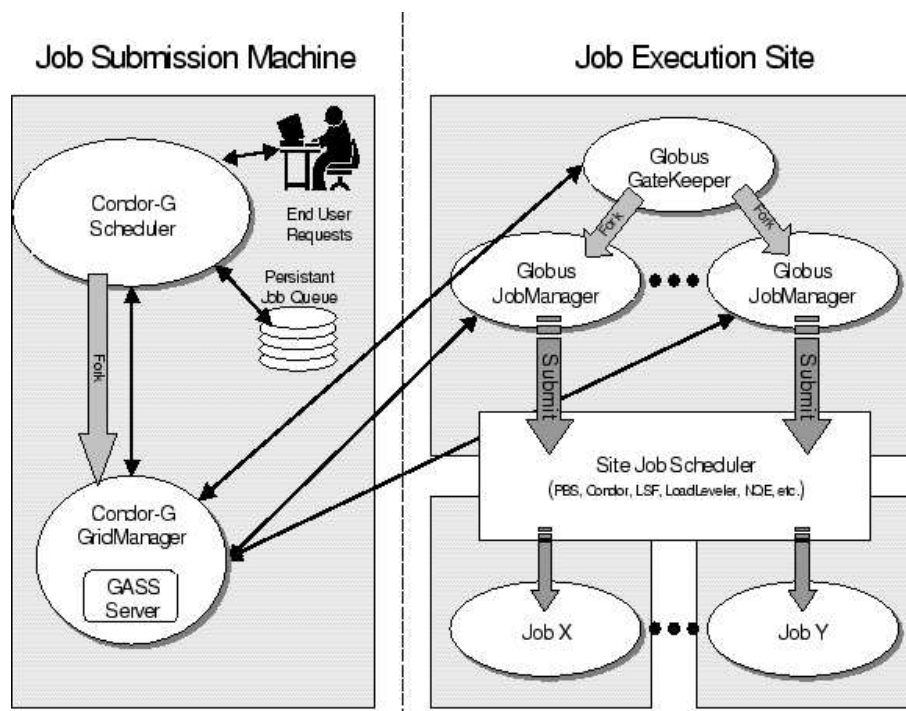 Job Submission Machine
Job Execution Site
Condor-G
Scheduler
End User
Requests
Persistant
Job Queue
Fork
Condor-G
GridManager
GASS
Server
Globus
GateKeeper
Fork
Fork
Globus
JobManager
Globus
JobManager
Submit
Submit
Site Job Scheduler
(PBS, Condor, LSF, LoadLeveler, NQE, etc.)
Job X
Job Y